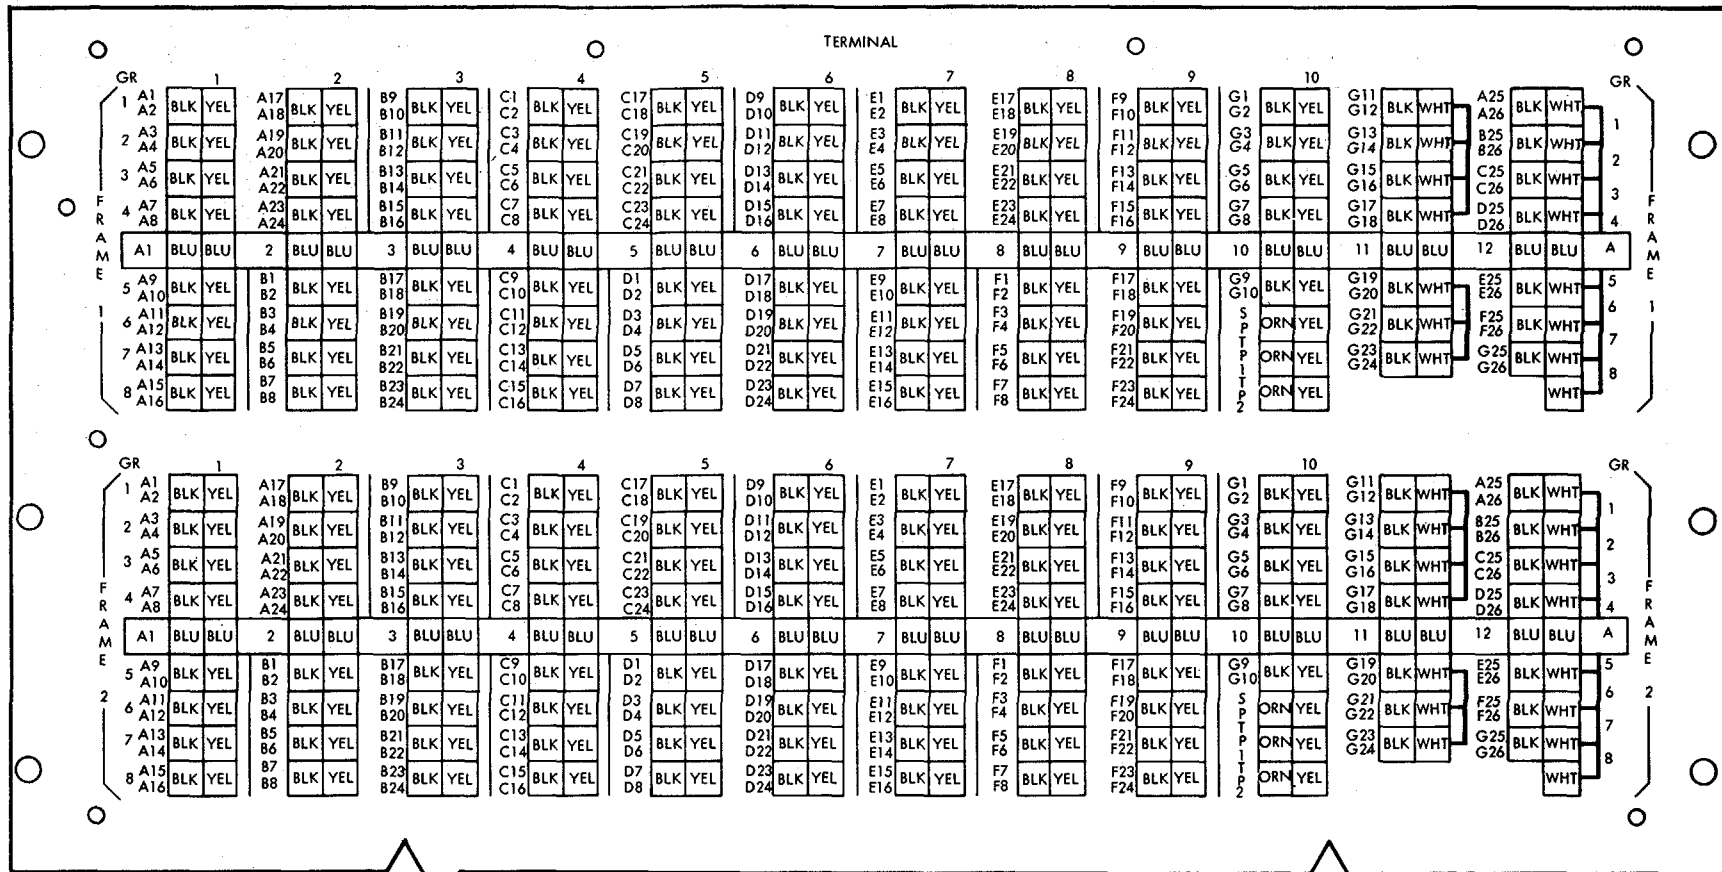 TERMINAL
GR 1 2 3 4 5 6 7 8 9 10 GR
1 A1 A2 BLK YEL A17 A18 BLK YEL B9 B10 BLK YEL C1 C2 BLK YEL C17 C18 BLK YEL D9 D10 BLK YEL E1 E2 BLK YEL E17 E18 BLK YEL F9 F10 BLK YEL G1 G2 BLK YEL G11 G12 BLK WHT A25 A26 BLK WHT 1
2 A3 A4 BLK YEL A19 A20 BLK YEL B11 B12 BLK YEL C3 C4 BLK YEL C19 C20 BLK YEL D11 D12 BLK YEL E3 E4 BLK YEL E19 E20 BLK YEL F11 F12 BLK YEL G3 G4 BLK YEL G13 G14 BLK WHT B25 B26 BLK WHT 2
3 A5 A6 BLK YEL A21 A22 BLK YEL B13 B14 BLK YEL C5 C6 BLK YEL C21 C22 BLK YEL D13 D14 BLK YEL E5 E6 BLK YEL E21 E22 BLK YEL F13 F14 BLK YEL G5 G6 BLK YEL G15 G16 BLK WHT C25 C26 BLK WHT 3
4 A7 A8 BLK YEL A23 A24 BLK YEL B15 B16 BLK YEL C7 C8 BLK YEL C23 C24 BLK YEL D15 D16 BLK YEL E7 E8 BLK YEL E23 E24 BLK YEL F15 F16 BLK YEL G7 G8 BLK YEL G17 G18 BLK WHT D25 D26 BLK WHT 4
A1 BLU BLU 2 BLU BLU 3 BLU BLU 4 BLU BLU 5 BLU BLU 6 BLU BLU 7 BLU BLU 8 BLU BLU 9 BLU BLU 10 BLU BLU 11 BLU BLU 12 BLU BLU A
5 A9 A10 BLK YEL B1 B2 BLK YEL B17 B18 BLK YEL C9 C10 BLK YEL D1 D2 BLK YEL D17 D18 BLK YEL E9 E10 BLK YEL F1 F2 BLK YEL F17 F18 BLK YEL G9 G10 BLK YEL G19 G20 BLK WHT E25 E26 BLK WHT 5
6 A11 A12 BLK YEL B3 B4 BLK YEL B19 B20 BLK YEL C11 C12 BLK YEL D3 D4 BLK YEL D19 D20 BLK YEL E11 E12 BLK YEL F3 F4 BLK YEL F19 F20 BLK YEL SP ORN YEL G21 G22 BLK WHT F25 F26 BLK WHT 6
7 A13 A14 BLK YEL B5 B6 BLK YEL B21 B22 BLK YEL C13 C14 BLK YEL D5 D6 BLK YEL D21 D22 BLK YEL E13 E14 BLK YEL F5 F6 BLK YEL F21 F22 BLK YEL TP1 ORN YEL G23 G24 BLK WHT G25 G26 BLK WHT 7
8 A15 A16 BLK YEL B7 B8 BLK YEL B23 B24 BLK YEL C15 C16 BLK YEL D7 D8 BLK YEL D23 D24 BLK YEL E15 E16 BLK YEL F7 F8 BLK YEL F23 F24 BLK YEL TP2 ORN YEL WHT 8
FRAME 1
FRAME 1
GR 1 2 3 4 5 6 7 8 9 10 GR
1 A1 A2 BLK YEL A17 A18 BLK YEL B9 B10 BLK YEL C1 C2 BLK YEL C17 C18 BLK YEL D9 D10 BLK YEL E1 E2 BLK YEL E17 E18 BLK YEL F9 F10 BLK YEL G1 G2 BLK YEL G11 G12 BLK WHT A25 A26 BLK WHT 1
2 A3 A4 BLK YEL A19 A20 BLK YEL B11 B12 BLK YEL C3 C4 BLK YEL C19 C20 BLK YEL D11 D12 BLK YEL E3 E4 BLK YEL E19 E20 BLK YEL F11 F12 BLK YEL G3 G4 BLK YEL G13 G14 BLK WHT B25 B26 BLK WHT 2
3 A5 A6 BLK YEL A21 A22 BLK YEL B13 B14 BLK YEL C5 C6 BLK YEL C21 C22 BLK YEL D13 D14 BLK YEL E5 E6 BLK YEL E21 E22 BLK YEL F13 F14 BLK YEL G5 G6 BLK YEL G15 G16 BLK WHT C25 C26 BLK WHT 3
4 A7 A8 BLK YEL A23 A24 BLK YEL B15 B16 BLK YEL C7 C8 BLK YEL C23 C24 BLK YEL D15 D16 BLK YEL E7 E8 BLK YEL E23 E24 BLK YEL F15 F16 BLK YEL G7 G8 BLK YEL G17 G18 BLK WHT D25 D26 BLK WHT 4
A1 BLU BLU 2 BLU BLU 3 BLU BLU 4 BLU BLU 5 BLU BLU 6 BLU BLU 7 BLU BLU 8 BLU BLU 9 BLU BLU 10 BLU BLU 11 BLU BLU 12 BLU BLU A
5 A9 A10 BLK YEL B1 B2 BLK YEL B17 B18 BLK YEL C9 C10 BLK YEL D1 D2 BLK YEL D17 D18 BLK YEL E9 E10 BLK YEL F1 F2 BLK YEL F17 F18 BLK YEL G9 G10 BLK YEL G19 G20 BLK WHT E25 E26 BLK WHT 5
6 A11 A12 BLK YEL B3 B4 BLK YEL B19 B20 BLK YEL C11 C12 BLK YEL D3 D4 BLK YEL D19 D20 BLK YEL E11 E12 BLK YEL F3 F4 BLK YEL F19 F20 BLK YEL SP ORN YEL G21 G22 BLK WHT F25 F26 BLK WHT 6
7 A13 A14 BLK YEL B5 B6 BLK YEL B21 B22 BLK YEL C13 C14 BLK YEL D5 D6 BLK YEL D21 D22 BLK YEL E13 E14 BLK YEL F5 F6 BLK YEL F21 F22 BLK YEL TP1 ORN YEL G23 G24 BLK WHT G25 G26 BLK WHT 7
8 A15 A16 BLK YEL B7 B8 BLK YEL B23 B24 BLK YEL C15 C16 BLK YEL D7 D8 BLK YEL D23 D24 BLK YEL E15 E16 BLK YEL F7 F8 BLK YEL F23 F24 BLK YEL TP2 ORN YEL WHT 8
FRAME 2
FRAME 2